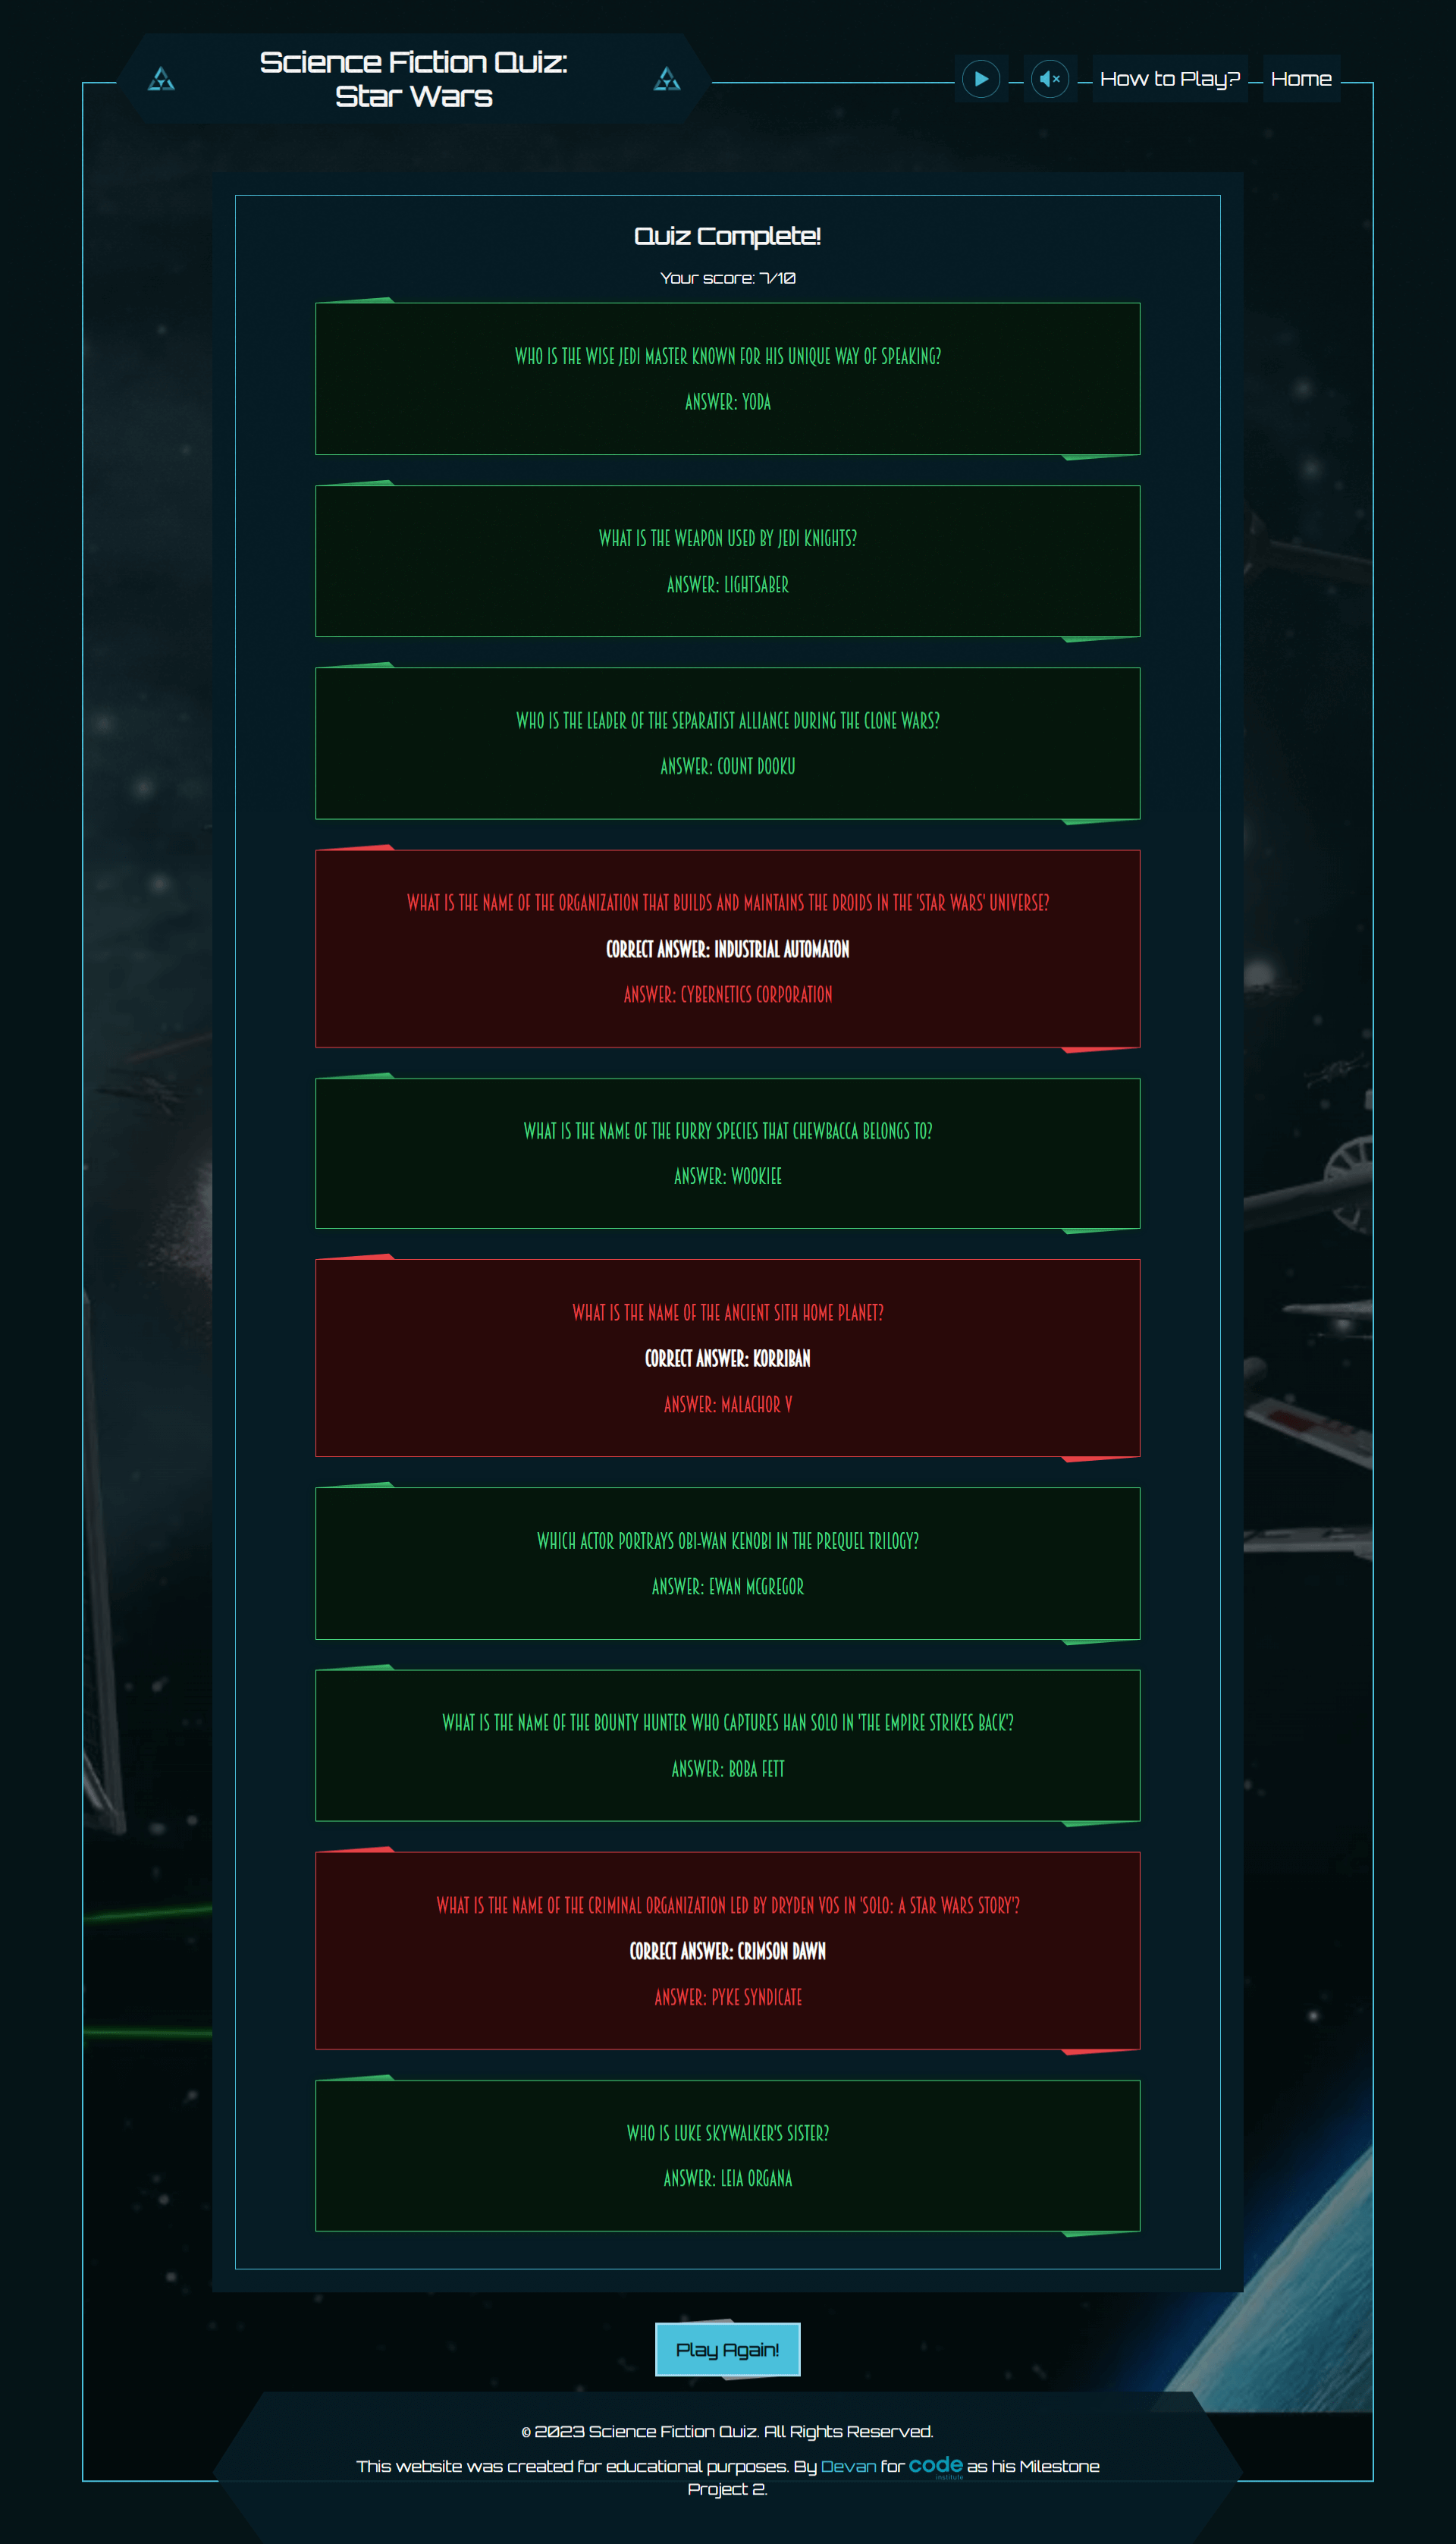 Science Fiction Quiz:
Star Wars
How to Play?
Home
Quiz Complete!
Your score: 7/10
WHO IS THE WISE JEDI MASTER KNOWN FOR HIS UNIQUE WAY OF SPEAKING?
ANSWER: YODA
WHAT IS THE WEAPON USED BY JEDI KNIGHTS?
ANSWER: LIGHTSABER
WHO IS THE LEADER OF THE SEPARATIST ALLIANCE DURING THE CLONE WARS?
ANSWER: COUNT DOOKU
WHAT IS THE NAME OF THE ORGANIZATION THAT BUILDS AND MAINTAINS THE DROIDS IN THE 'STAR WARS' UNIVERSE?
CORRECT ANSWER: INDUSTRIAL AUTOMATON
ANSWER: CYBERNETICS CORPORATION
WHAT IS THE NAME OF THE FURRY SPECIES THAT CHEWBACCA BELONGS TO?
ANSWER: WOOKIEE
WHAT IS THE NAME OF THE ANCIENT SITH HOME PLANET?
CORRECT ANSWER: KORRIBAN
ANSWER: MALACHOR V
WHICH ACTOR PORTRAYS OBI-WAN KENOBI IN THE PREQUEL TRILOGY?
ANSWER: EWAN MCGREGOR
WHAT IS THE NAME OF THE BOUNTY HUNTER WHO CAPTURES HAN SOLO IN 'THE EMPIRE STRIKES BACK'?
ANSWER: BOBA FETT
WHAT IS THE NAME OF THE CRIMINAL ORGANIZATION LED BY DRYDEN VOS IN 'SOLO: A STAR WARS STORY'?
CORRECT ANSWER: CRIMSON DAWN
ANSWER: PYKE SYNDICATE
WHO IS LUKE SKYWALKER'S SISTER?
ANSWER: LEIA ORGANA
Play Again!
© 2023 Science Fiction Quiz. All Rights Reserved.
This website was created for educational purposes. By Devan for code institute as his Milestone
Project 2.